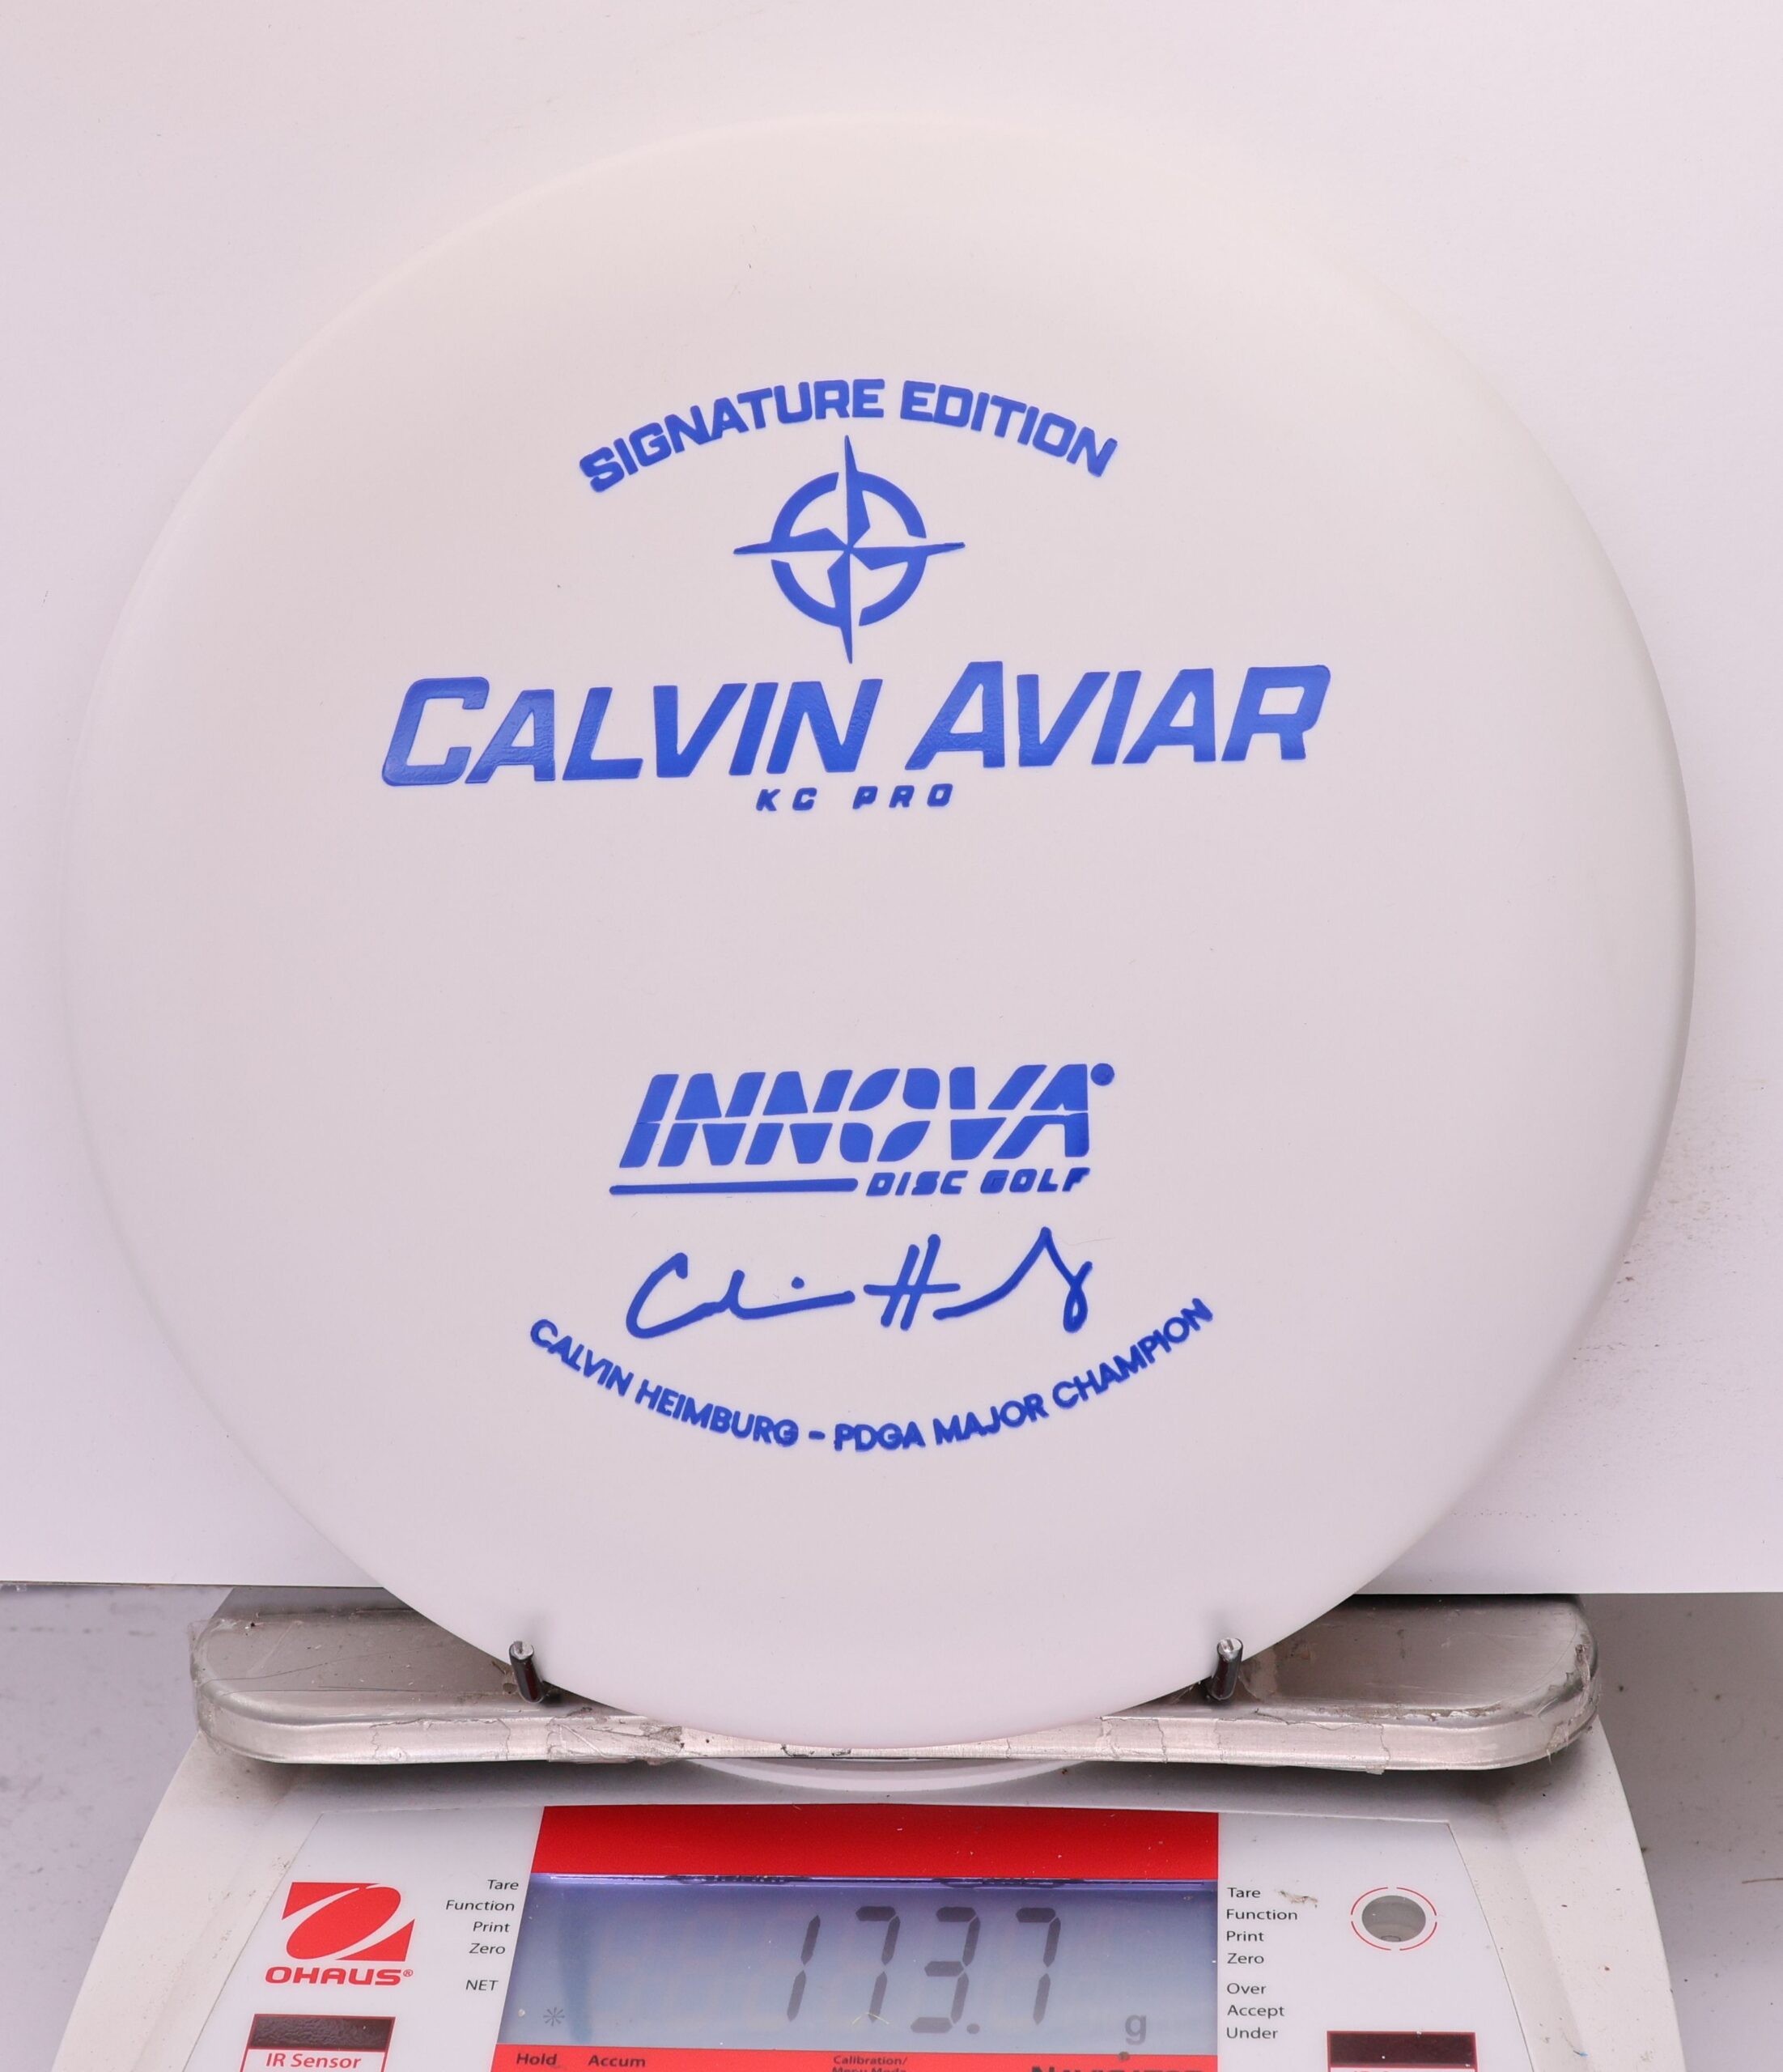 SIGNATURE EDITION
CALVIN AVIAR
KC PRO
INNOVA
DISC GOLF
CALVIN HEIMBURG - PDGA MAJOR CHAMPION
OHAUS®
Tare
Function
Print
Zero
NET
173.7
g
Tare
Function
Print
Zero
Over
Accept
Under
IR Sensor
Hold
Accum
Calibration/